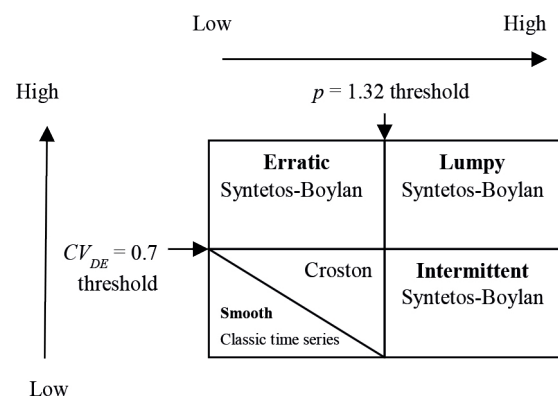 Low High
High
p = 1.32 threshold
Erratic
Syntetos-Boylan
Lumpy
Syntetos-Boylan
CV_DE = 0.7
threshold
Croston
Smooth
Classic time series
Intermittent
Syntetos-Boylan
Low